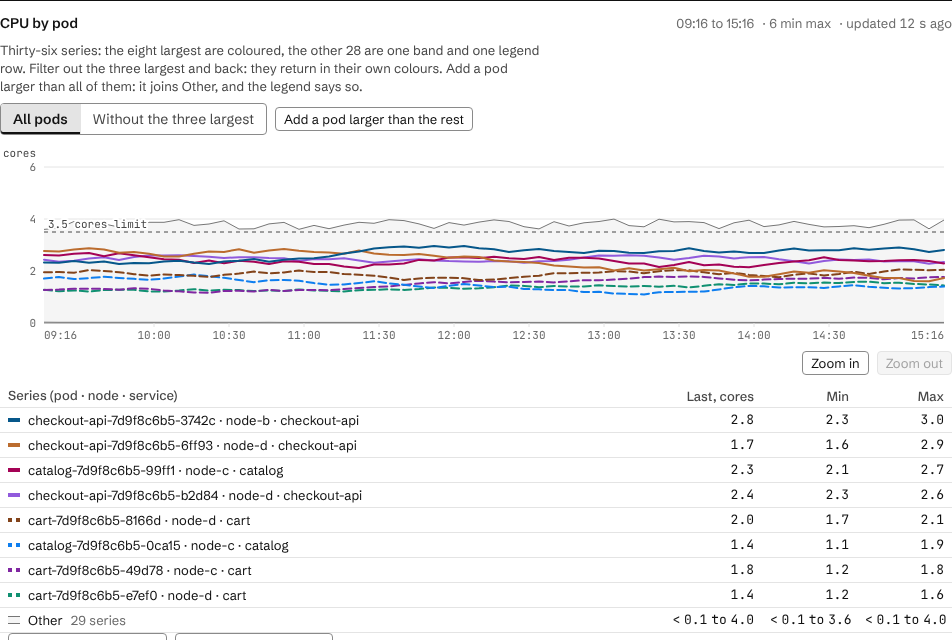 CPU by pod
09:16 to 15:16 · 6 min max · updated 12 s ago
Thirty-six series: the eight largest are coloured, the other 28 are one band and one legend
row. Filter out the three largest and back: they return in their own colours. Add a pod
larger than all of them: it joins Other, and the legend says so.
All pods
Without the three largest
Add a pod larger than the rest
cores
6
4
3.5 cores limit
2
0
09:16 10:00 10:30 11:00 11:30 12:00 12:30 13:00 13:30 14:00 14:30 15:16
Zoom in
Zoom out
Series (pod · node · service) Last, cores Min Max
checkout-api-7d9f8c6b5-3742c · node-b · checkout-api 2.8 2.3 3.0
checkout-api-7d9f8c6b5-6ff93 · node-d · checkout-api 1.7 1.6 2.9
catalog-7d9f8c6b5-99ff1 · node-c · catalog 2.3 2.1 2.7
checkout-api-7d9f8c6b5-b2d84 · node-d · checkout-api 2.4 2.3 2.6
cart-7d9f8c6b5-8166d · node-d · cart 2.0 1.7 2.1
catalog-7d9f8c6b5-0ca15 · node-c · catalog 1.4 1.1 1.9
cart-7d9f8c6b5-49d78 · node-c · cart 1.8 1.2 1.8
cart-7d9f8c6b5-e7ef0 · node-d · cart 1.4 1.2 1.6
Other 29 series < 0.1 to 4.0 < 0.1 to 3.6 < 0.1 to 4.0